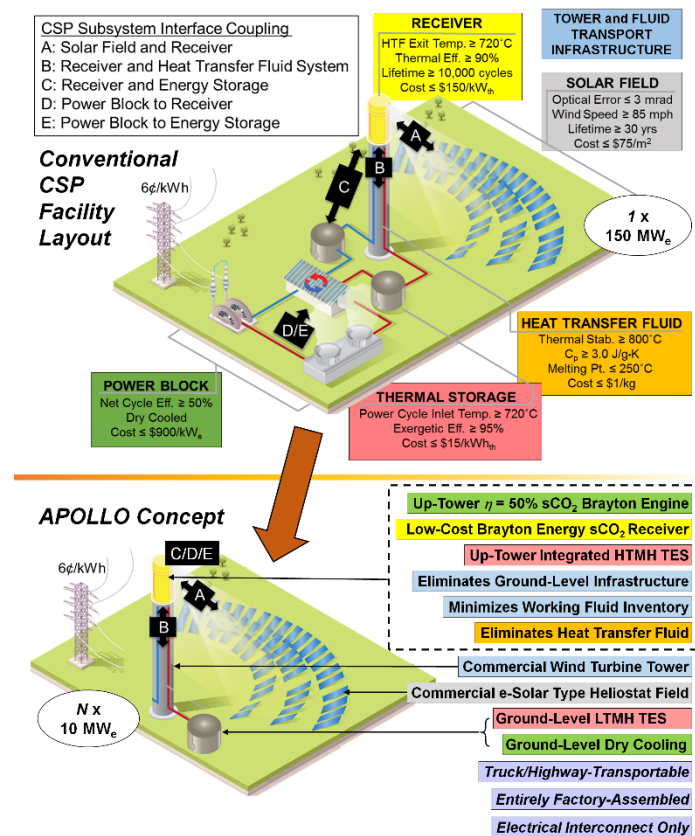 CSP Subsystem Interface Coupling
A: Solar Field and Receiver
B: Receiver and Heat Transfer Fluid System
C: Receiver and Energy Storage
D: Power Block to Receiver
E: Power Block to Energy Storage
RECEIVER
HTF Exit Temp. ≥ 720˚C
Thermal Eff. ≥ 90%
Lifetime ≥ 10,000 cycles
Cost ≤ $150/kWth
TOWER and FLUID
TRANSPORT
INFRASTRUCTURE
SOLAR FIELD
Optical Error ≤ 3 mrad
Wind Speed ≥ 85 mph
Lifetime ≥ 30 yrs
Cost ≤ $75/m²
Conventional
CSP
Facility
Layout
6¢/kWh
A
B
C
D/E
1 x
150 MWe
HEAT TRANSFER FLUID
Thermal Stab. ≥ 800˚C
Cp ≥ 3.0 J/g-K
Melting Pt. ≤ 250˚C
Cost ≤ $1/kg
POWER BLOCK
Net Cycle Eff. ≥ 50%
Dry Cooled
Cost ≤ $900/kWe
THERMAL STORAGE
Power Cycle Inlet Temp. ≥ 720˚C
Exergetic Eff. ≥ 95%
Cost ≤ $15/kWhth
APOLLO Concept
6¢/kWh
C/D/E
A
B
N x
10 MWe
Up-Tower η = 50% sCO₂ Brayton Engine
Low-Cost Brayton Energy sCO₂ Receiver
Up-Tower Integrated HTMH TES
Eliminates Ground-Level Infrastructure
Minimizes Working Fluid Inventory
Eliminates Heat Transfer Fluid
Commercial Wind Turbine Tower
Commercial e-Solar Type Heliostat Field
Ground-Level LTMH TES
Ground-Level Dry Cooling
Truck/Highway-Transportable
Entirely Factory-Assembled
Electrical Interconnect Only